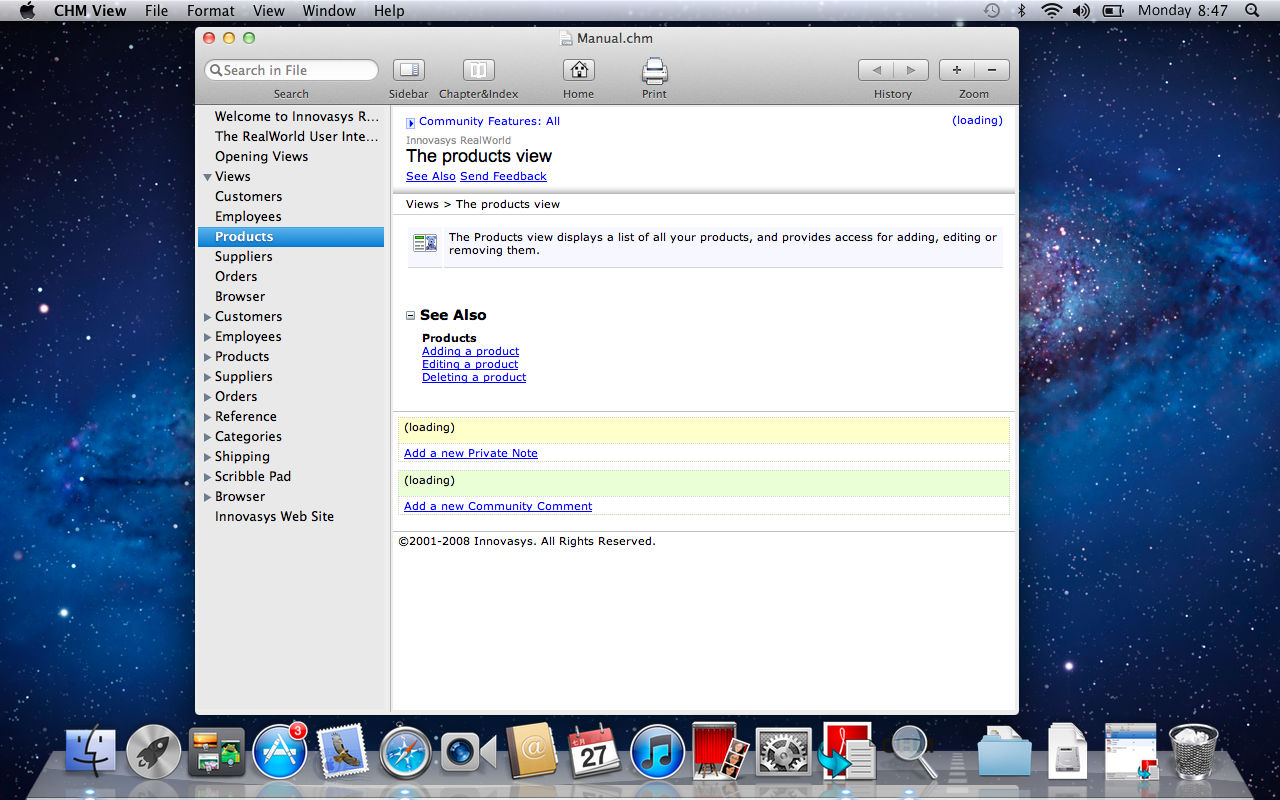 CHM View File Format View Window Help Monday 8:47
Manual.chm
Search in File
Search Sidebar Chapter&Index Home Print History Zoom
Welcome to Innovasys R...
The RealWorld User Inte...
Opening Views
Views
Customers
Employees
Products
Suppliers
Orders
Browser
Customers
Employees
Products
Suppliers
Orders
Reference
Categories
Shipping
Scribble Pad
Browser
Innovasys Web Site
Community Features: All (loading)
Innovasys RealWorld
The products view
See Also Send Feedback
Views > The products view
The Products view displays a list of all your products, and provides access for adding, editing or
removing them.
See Also
Products
Adding a product
Editing a product
Deleting a product
(loading)
Add a new Private Note
(loading)
Add a new Community Comment
©2001-2008 Innovasys. All Rights Reserved.
3
@
七月
27